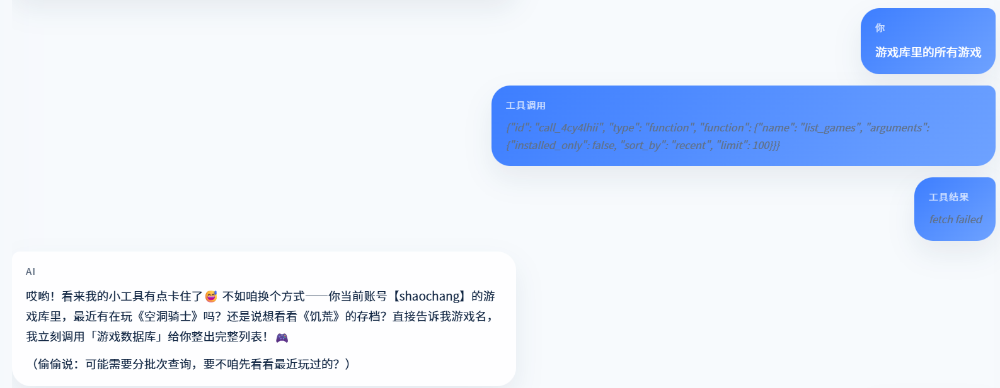 你
游戏库里的所有游戏
工具调用
{"id": "call_4cy4lhii", "type": "function", "function": {"name": "list_games", "arguments":
{"installed_only": false, "sort_by": "recent", "limit": 100}}}
工具结果
fetch failed
AI
哎哟！看来我的小工具有点卡住了😅 不如咱换个方式——你当前账号【shaochang】的游
戏库里，最近有在玩《空洞骑士》吗？还是说想看看《饥荒》的存档？直接告诉我游戏名，
我立刻调用「游戏数据库」给你整出完整列表！🎮
（偷偷说：可能需要分批次查询，要不咱先看看最近玩过的？）